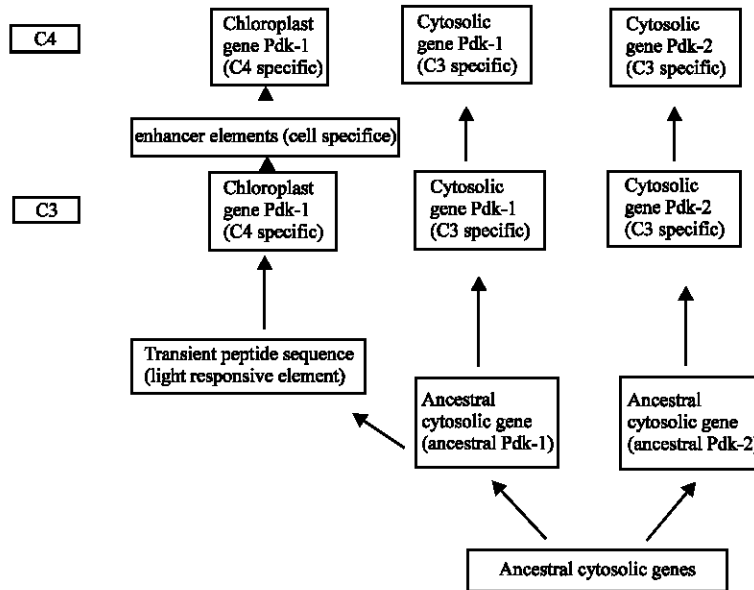 C4
Chloroplast
gene Pdk-1
(C4 specific)
Cytosolic
gene Pdk-1
(C3 specific)
Cytosolic
gene Pdk-2
(C3 specific)
enhancer elements (cell specifice)
C3
Chloroplast
gene Pdk-1
(C4 specific)
Cytosolic
gene Pdk-1
(C3 specific)
Cytosolic
gene Pdk-2
(C3 specific)
Transient peptide sequence
(light responsive element)
Ancestral
cytosolic gene
(ancestral Pdk-1)
Ancestral
cytosolic gene
(ancestral Pdk-2)
Ancestral cytosolic genes